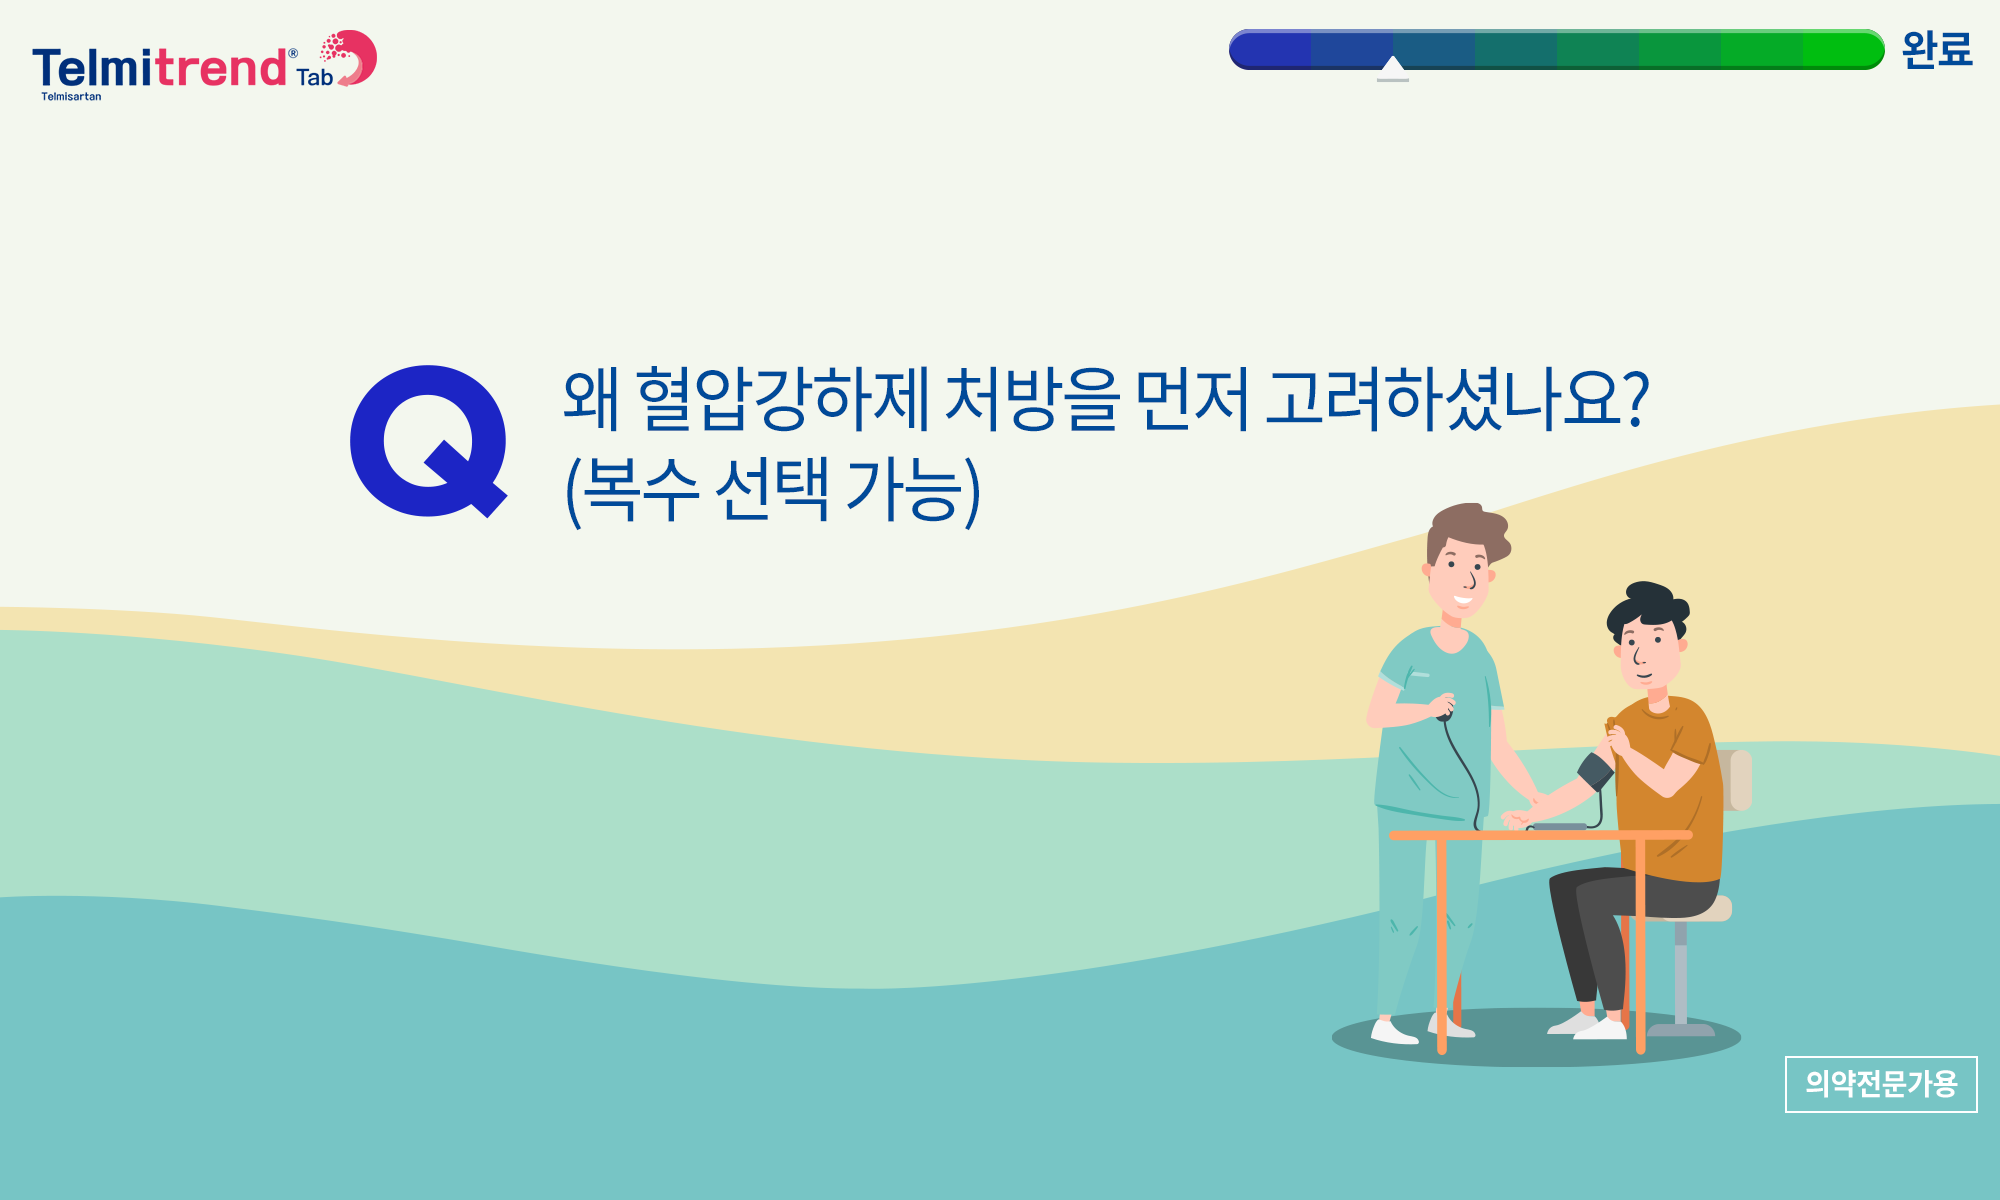 Telmitrend® Tab
Telmisartan
완료
Q
왜 혈압강하제 처방을 먼저 고려하셨나요?
(복수 선택 가능)
의약전문가용